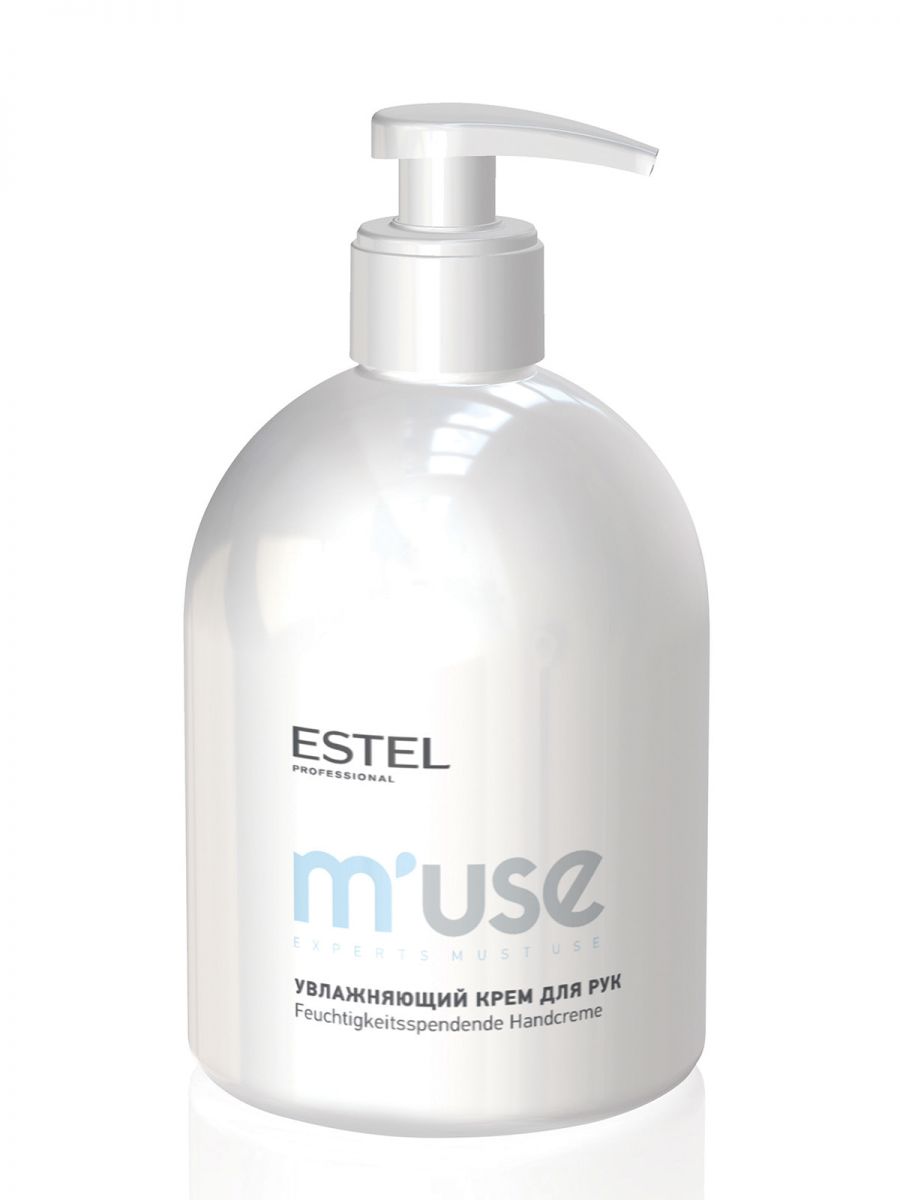 ESTEL
PROFESSIONAL
m'use
EXPERTS MUST USE
УВЛАЖНЯЮЩИЙ КРЕМ ДЛЯ РУК
Feuchtigkeitsspendende Handcreme